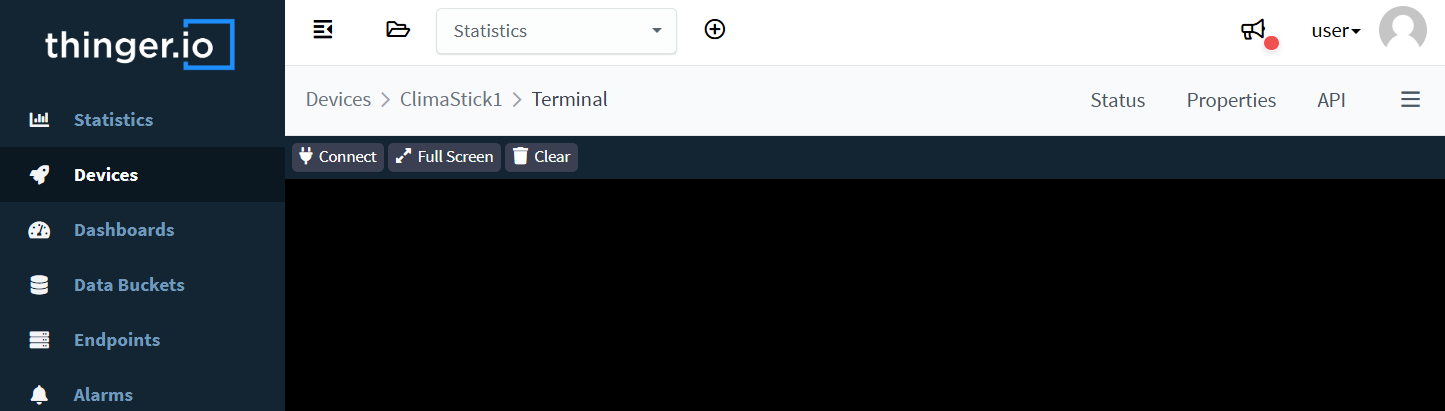 thinger.io
Statistics
user
Devices ClimaStick1 Terminal
Status Properties API
Connect Full Screen Clear
Statistics
Devices
Dashboards
Data Buckets
Endpoints
Alarms